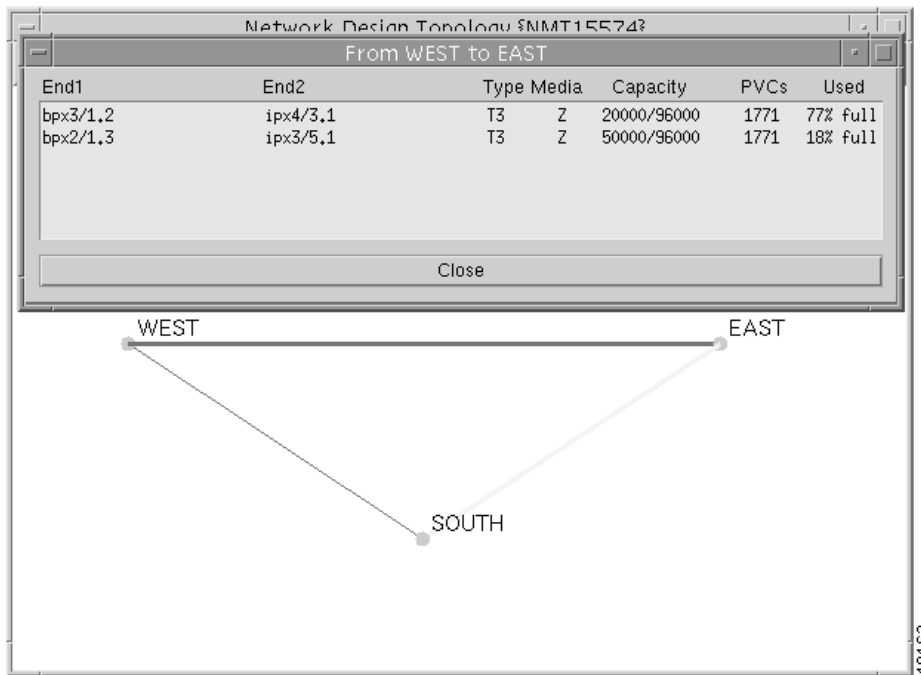 Network Design Topology {NMT15574}
From WEST to EAST
End1 End2 Type Media Capacity PVCs Used
bpx3/1.2 ipx4/3.1 T3 Z 20000/96000 1771 77% full
bpx2/1.3 ipx3/5.1 T3 Z 50000/96000 1771 18% full
Close
WEST
EAST
SOUTH